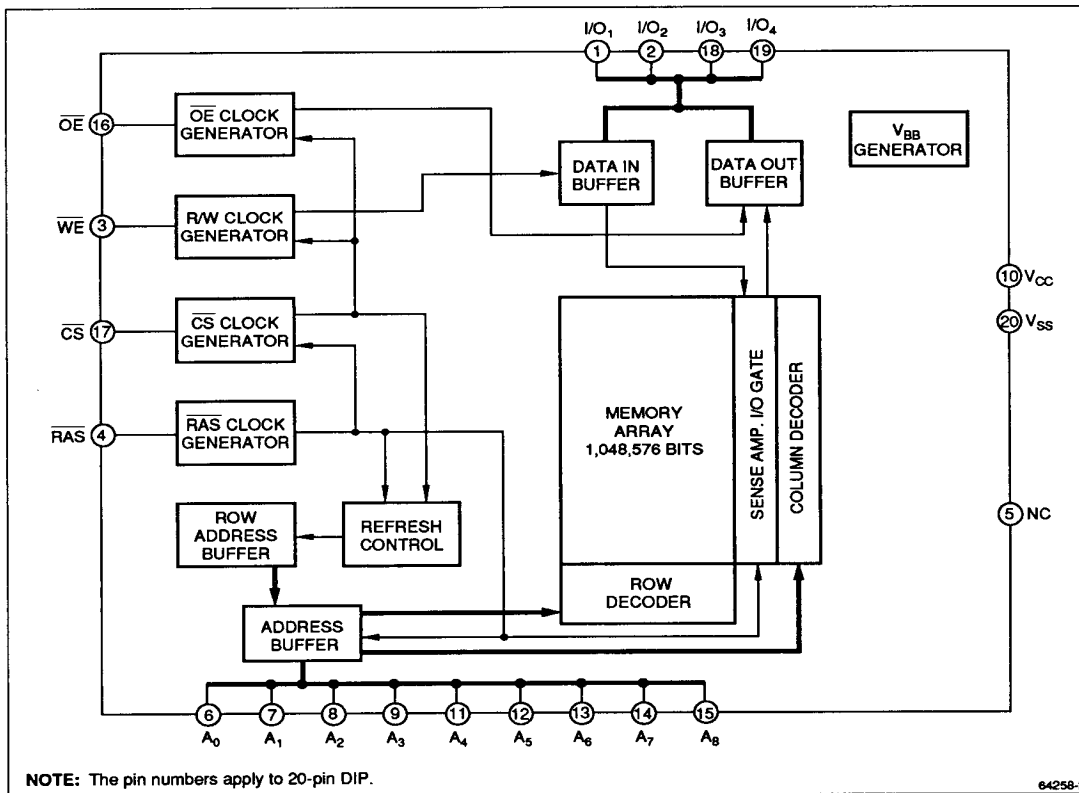 I/O1 I/O2 I/O3 I/O4
1 2 18 19
OE 16
OE CLOCK
GENERATOR
VBB
GENERATOR
DATA IN
BUFFER
DATA OUT
BUFFER
WE 3
R/W CLOCK
GENERATOR
10 VCC
20 VSS
CS 17
CS CLOCK
GENERATOR
MEMORY
ARRAY
1,048,576 BITS
SENSE AMP. I/O GATE
COLUMN DECODER
RAS 4
RAS CLOCK
GENERATOR
5 NC
ROW
ADDRESS
BUFFER
REFRESH
CONTROL
ROW
DECODER
ADDRESS
BUFFER
6 7 8 9 11 12 13 14 15
A0 A1 A2 A3 A4 A5 A6 A7 A8
NOTE: The pin numbers apply to 20-pin DIP.
64258-